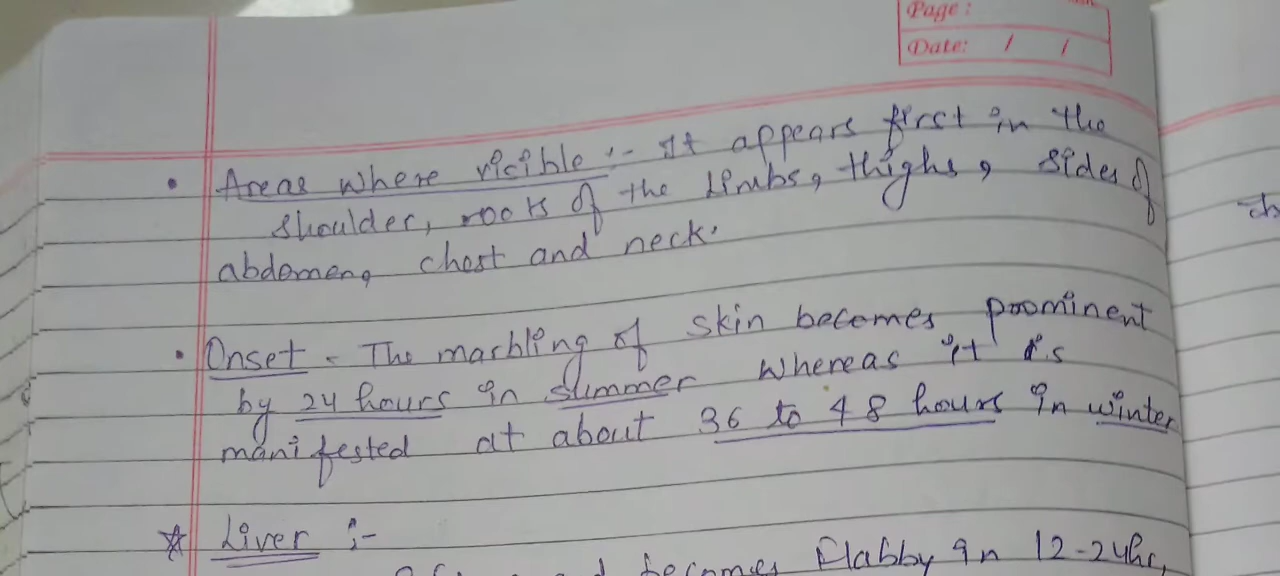 Page :
Date: / /
• Areas where visible :- It appears first in the
shoulder, roots of the limbs, thighs, sides of
abdomen, chest and neck.
• Onset - The marbling of skin becomes prominent
by 24 hours in summer whereas it is
manifested at about 36 to 48 hours in winter
☆ Liver :-
becomes flabby in 12-24hr,